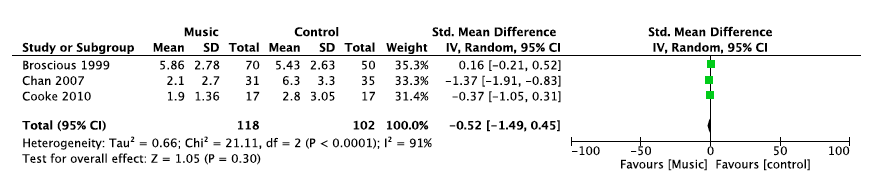 Music Control Std. Mean Difference Std. Mean Difference
Study or Subgroup Mean SD Total Mean SD Total Weight IV, Random, 95% CI IV, Random, 95% CI
Broscious 1999 5.86 2.78 70 5.43 2.63 50 35.3% 0.16 [-0.21, 0.52]
Chan 2007 2.1 2.7 31 6.3 3.3 35 33.3% -1.37 [-1.91, -0.83]
Cooke 2010 1.9 1.36 17 2.8 3.05 17 31.4% -0.37 [-1.05, 0.31]
Total (95% CI) 118 102 100.0% -0.52 [-1.49, 0.45]
Heterogeneity: Tau² = 0.66; Chi² = 21.11, df = 2 (P < 0.0001); I² = 91%
Test for overall effect: Z = 1.05 (P = 0.30)
-100 -50 0 50 100
Favours [Music] Favours [control]